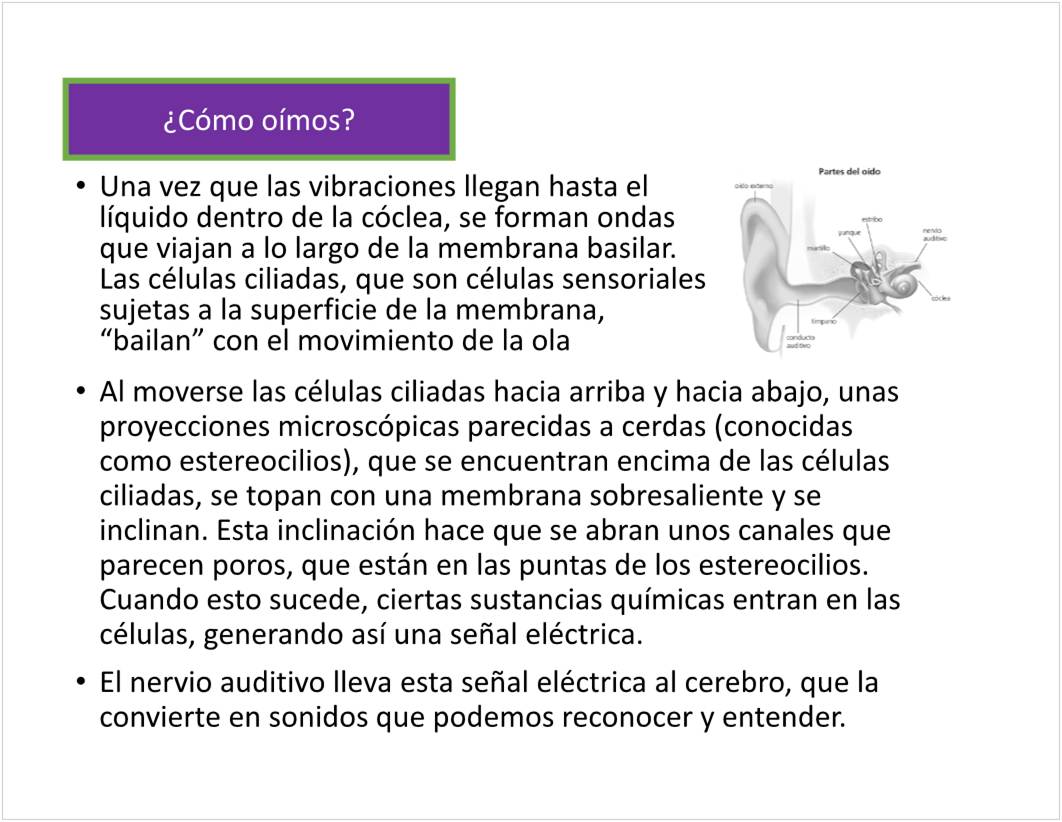 ¿Cómo oímos?
• Una vez que las vibraciones llegan hasta el
líquido dentro de la cóclea, se forman ondas
que viajan a lo largo de la membrana basilar.
Las células ciliadas, que son células sensoriales
sujetas a la superficie de la membrana,
“bailan” con el movimiento de la ola
Partes del oído
oído externo
estribo
yunque
nervio
auditivo
martillo
cóclea
tímpano
conducto
auditivo
• Al moverse las células ciliadas hacia arriba y hacia abajo, unas
proyecciones microscópicas parecidas a cerdas (conocidas
como estereocilios), que se encuentran encima de las células
ciliadas, se topan con una membrana sobresaliente y se
inclinan. Esta inclinación hace que se abran unos canales que
parecen poros, que están en las puntas de los estereocilios.
Cuando esto sucede, ciertas sustancias químicas entran en las
células, generando así una señal eléctrica.
• El nervio auditivo lleva esta señal eléctrica al cerebro, que la
convierte en sonidos que podemos reconocer y entender.